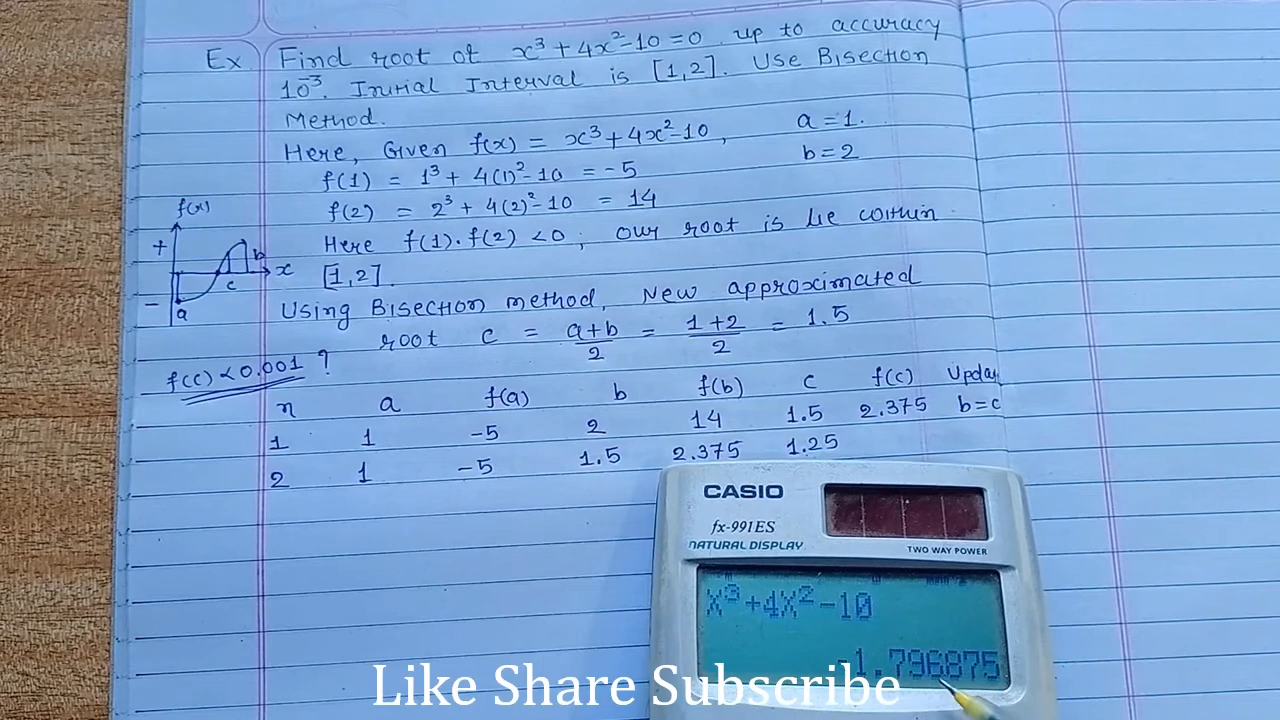 Ex Find root of x³ + 4x² - 10 = 0 up to accuracy
10⁻³. Initial Interval is [1,2]. Use Bisection
Method.
Here, Given f(x) = x³ + 4x² - 10, a = 1.
b = 2
f(1) = 1³ + 4(1)² - 10 = -5
f(2) = 2³ + 4(2)² - 10 = 14
Here f(1).f(2) < 0, our root is lie within
[1,2].
Using Bisection method, New approximated
root c = a+b/2 = 1+2/2 = 1.5
f(x)
+
b
x
c
-
a
f(c) < 0.001 ?
n a f(a) b f(b) c f(c) Updat
1 1 -5 2 14 1.5 2.375 b=c
2 1 -5 1.5 2.375 1.25
CASIO
fx-991ES
NATURAL DISPLAY
TWO WAY POWER
X³+4X²-10
-1.796875
Like Share Subscribe